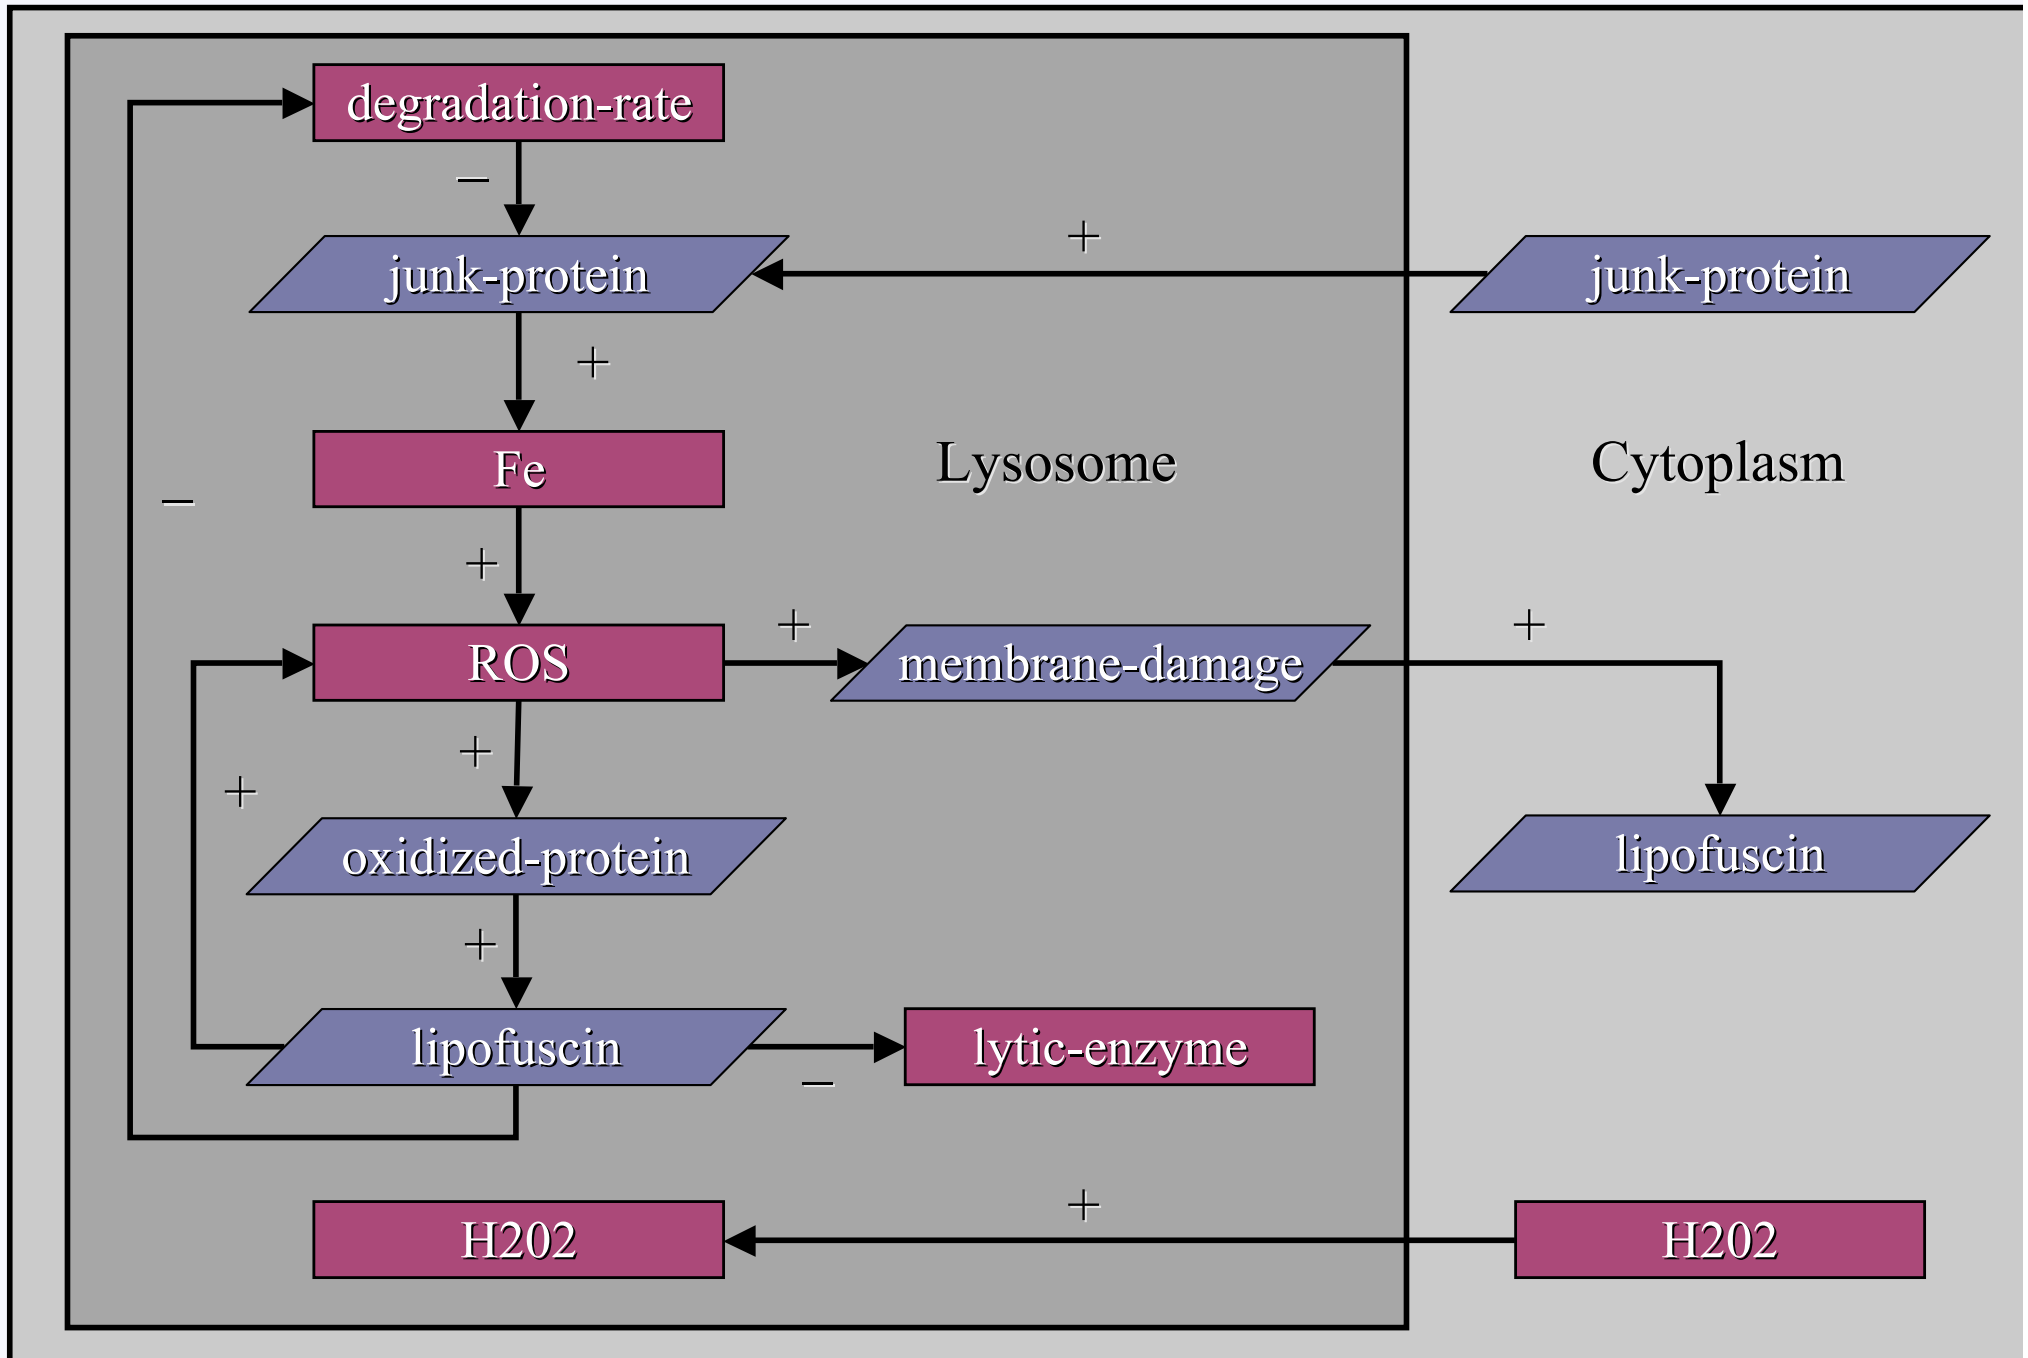 degradation-rate
–
+
junk-protein
junk-protein
+
Lysosome
Cytoplasm
Fe
–
+
+
+
ROS
membrane-damage
+
+
oxidized-protein
lipofuscin
+
lipofuscin
lytic-enzyme
–
+
H202
H202